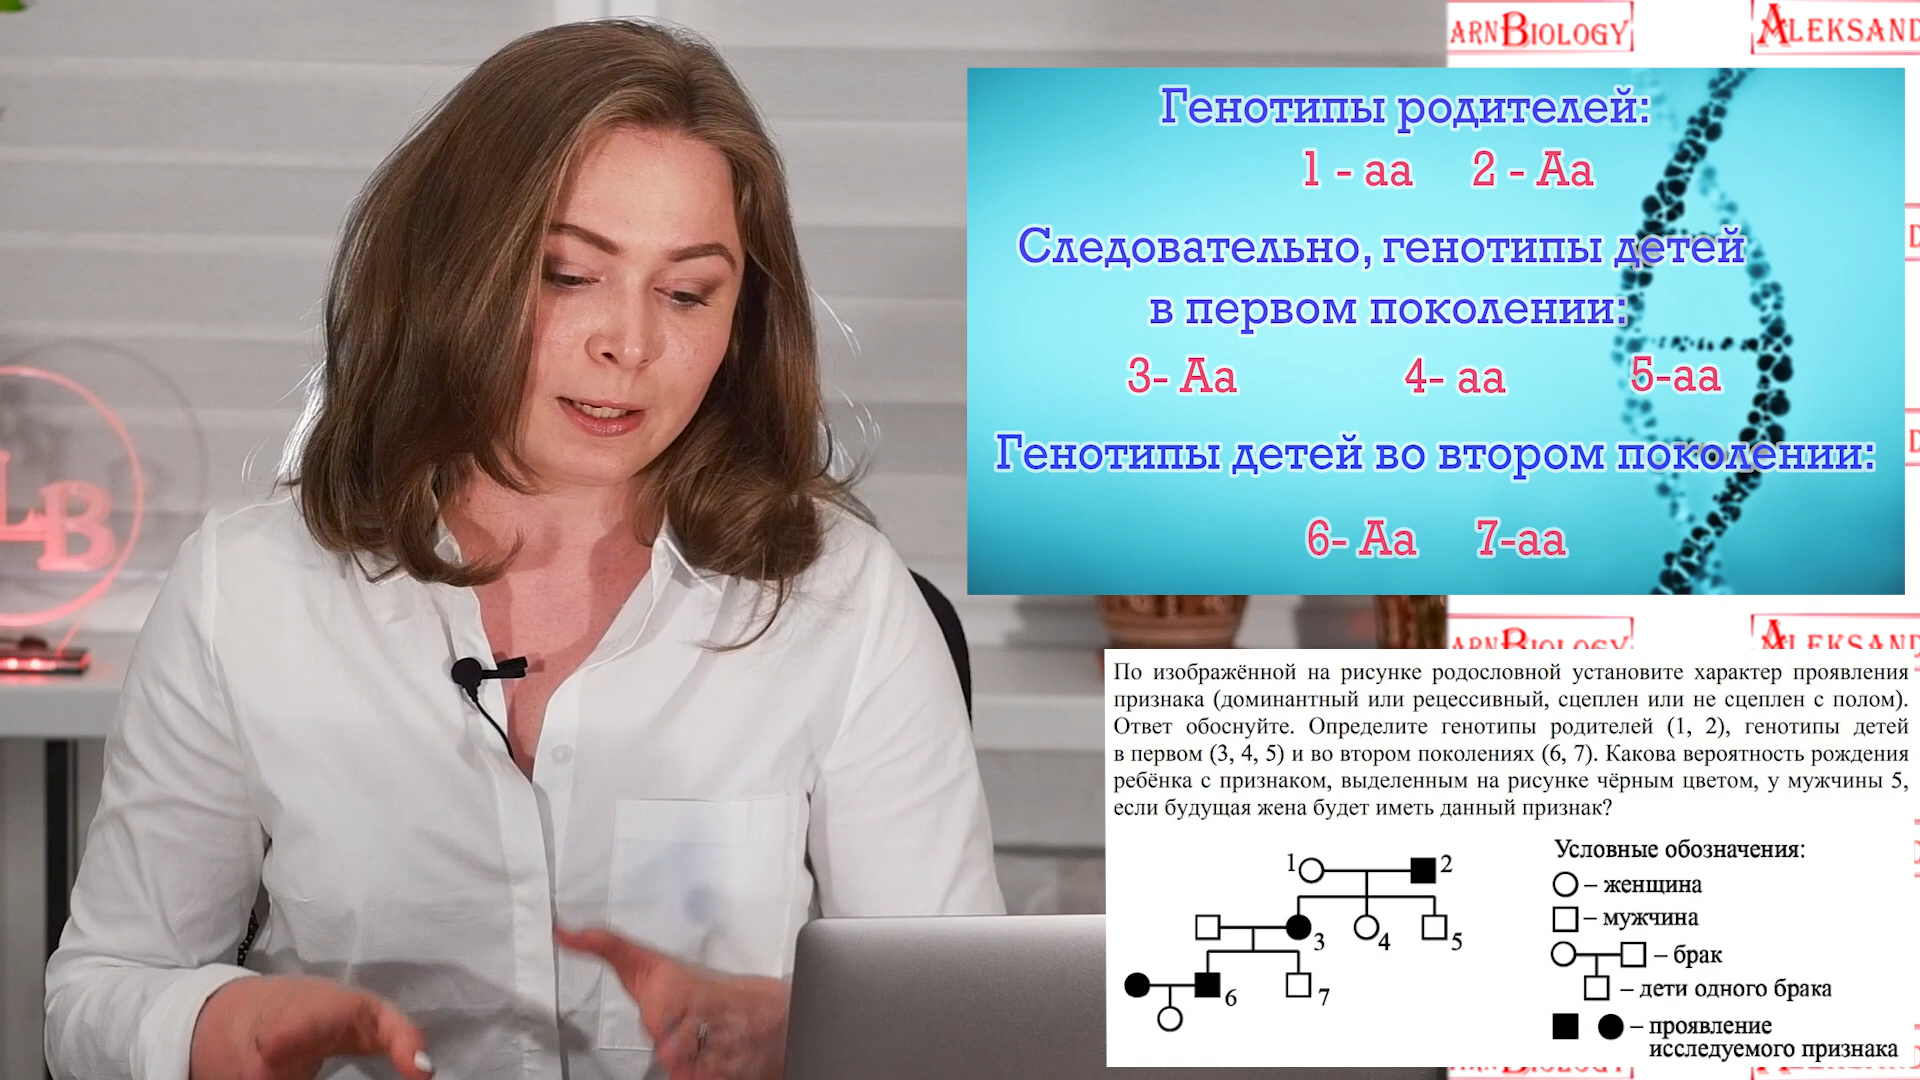 ARNBIOLOGY
ALEKSAND
Генотипы родителей:
1 - аа 2 - Аа
Следовательно, генотипы детей
в первом поколении:
3- Аа 4- аа 5-аа
Генотипы детей во втором поколении:
6- Аа 7-аа
LB
ARNBIOLOGY
ALEKSAND
По изображённой на рисунке родословной установите характер проявления
признака (доминантный или рецессивный, сцеплен или не сцеплен с полом).
Ответ обоснуйте. Определите генотипы родителей (1, 2), генотипы детей
в первом (3, 4, 5) и во втором поколениях (6, 7). Какова вероятность рождения
ребёнка с признаком, выделенным на рисунке чёрным цветом, у мужчины 5,
если будущая жена будет иметь данный признак?
1 2
3 4 5
6 7
Условные обозначения:
– женщина
– мужчина
– брак
– дети одного брака
– проявление
исследуемого признака